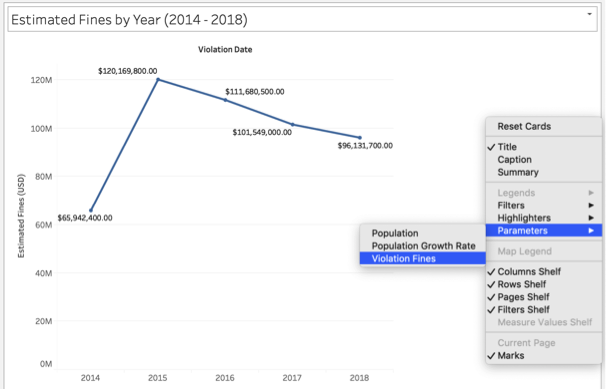 Estimated Fines by Year (2014 - 2018)
Violation Date
120M
100M
80M
60M
40M
20M
0M
Estimated Fines (USD)
$65,942,400.00
$120,169,800.00
$111,680,500.00
$101,549,000.00
$96,131,700.00
2014 2015 2016 2017 2018
Population
Population Growth Rate
Violation Fines
Reset Cards
Title
Caption
Summary
Legends
Filters
Highlighters
Parameters
Map Legend
Columns Shelf
Rows Shelf
Pages Shelf
Filters Shelf
Measure Values Shelf
Current Page
Marks